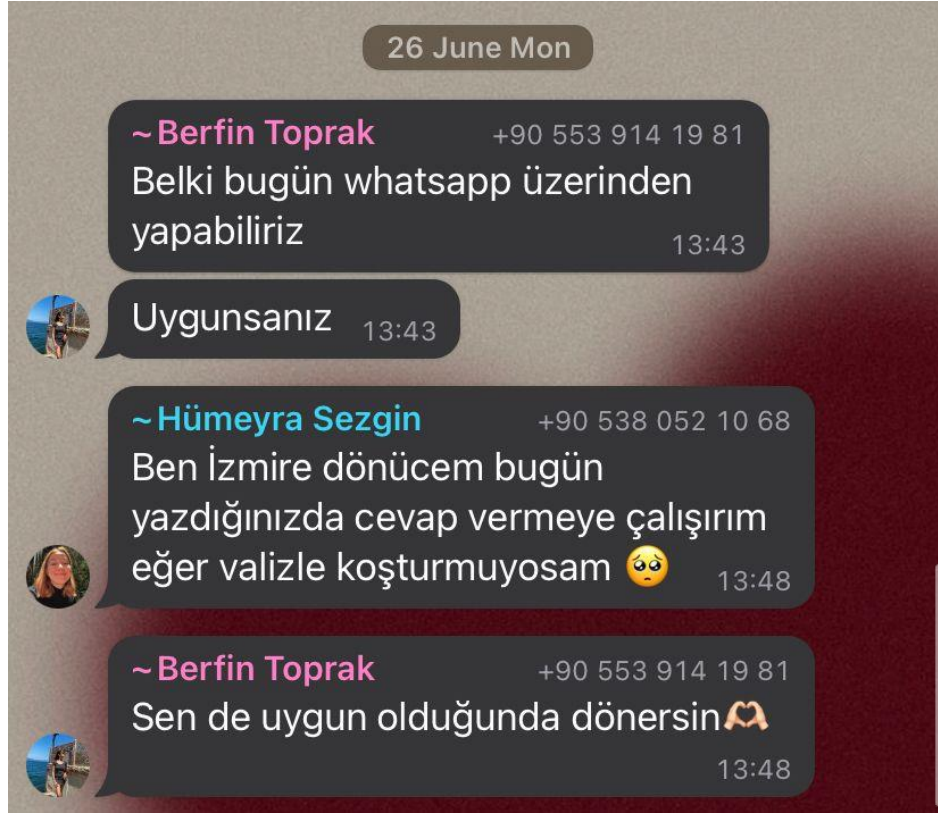 26 June Mon
~Berfin Toprak +90 553 914 19 81
Belki bugün whatsapp üzerinden
yapabiliriz 13:43
Uygunsanız 13:43
~Hümeyra Sezgin +90 538 052 10 68
Ben İzmire dönücem bugün
yazdığınızda cevap vermeye çalışırım
eğer valizle koşturmuyosam 🥺 13:48
~Berfin Toprak +90 553 914 19 81
Sen de uygun olduğunda dönersin🫶🏻
13:48